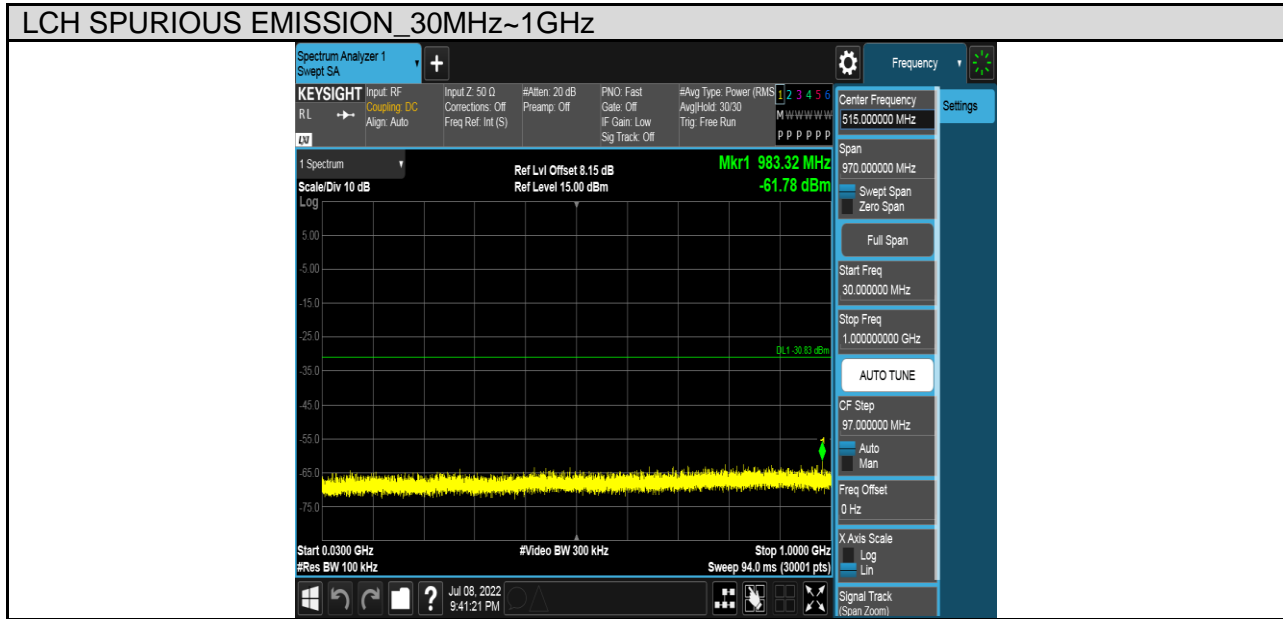 LCH SPURIOUS EMISSION_30MHz~1GHz
Spectrum Analyzer 1
Swept SA
+
Frequency
KEYSIGHT
RL
LXI
Input: RF
Coupling: DC
Align: Auto
Input Z: 50 Ω
Corrections: Off
Freq Ref: Int (S)
#Atten: 20 dB
Preamp: Off
PNO: Fast
Gate: Off
IF Gain: Low
Sig Track: Off
#Avg Type: Power (RMS
Avg|Hold: 30/30
Trig: Free Run
1 2 3 4 5 6
M W W W W W
P P P P P P
Center Frequency
515.000000 MHz
Settings
1 Spectrum
Scale/Div 10 dB
Ref Lvl Offset 8.15 dB
Ref Level 15.00 dBm
Mkr1 983.32 MHz
-61.78 dBm
Log
5.00
-5.00
-15.0
-25.0
-35.0
-45.0
-55.0
-65.0
-75.0
DL1 -30.83 dBm
1
Start 0.0300 GHz
#Res BW 100 kHz
#Video BW 300 kHz
Stop 1.0000 GHz
Sweep 94.0 ms (30001 pts)
Span
970.000000 MHz
Swept Span
Zero Span
Full Span
Start Freq
30.000000 MHz
Stop Freq
1.000000000 GHz
AUTO TUNE
CF Step
97.000000 MHz
Auto
Man
Freq Offset
0 Hz
X Axis Scale
Log
Lin
Signal Track
(Span Zoom)
?
Jul 08, 2022
9:41:21 PM